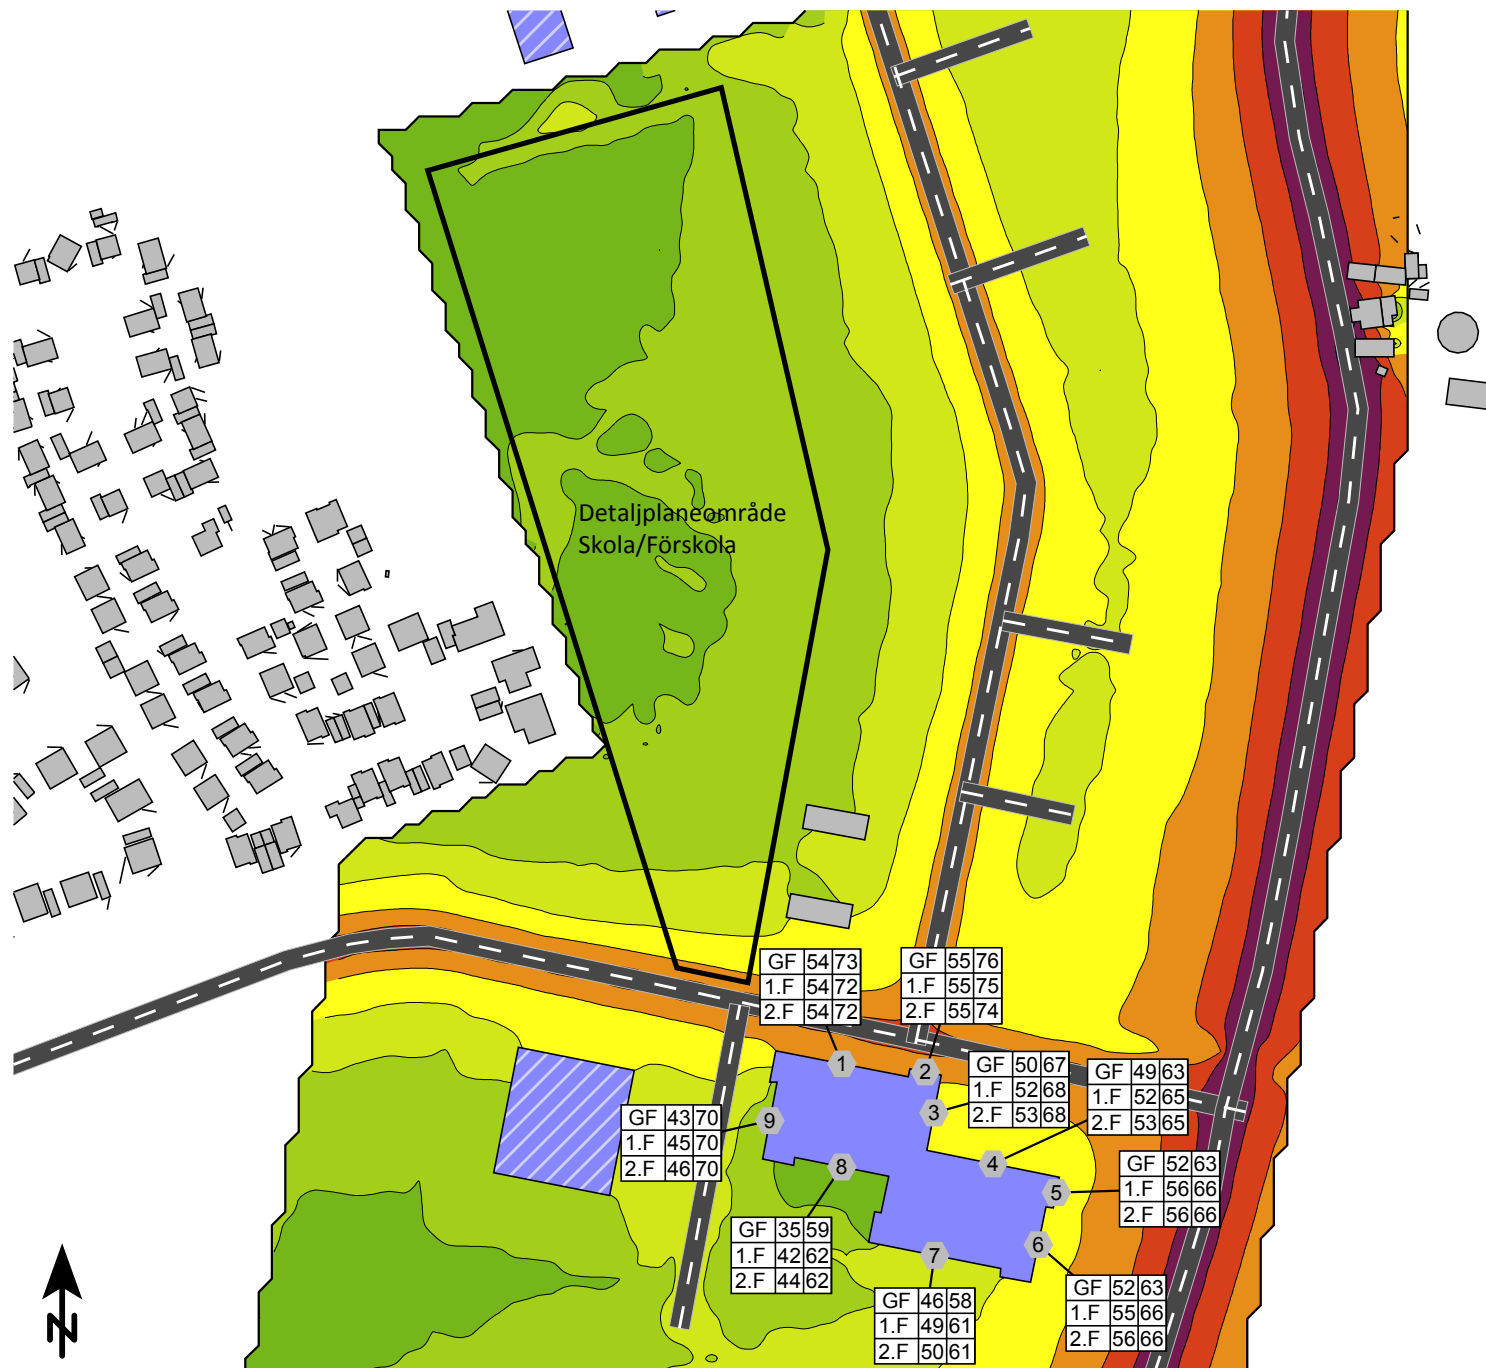 Detaljplaneområde
Skola/Förskola
GF 54 73
1.F 54 72
2.F 54 72
GF 55 76
1.F 55 75
2.F 55 74
1
2
GF 50 67
1.F 52 68
2.F 53 68
GF 49 63
1.F 52 65
2.F 53 65
3
GF 43 70
1.F 45 70
2.F 46 70
9
8
4
GF 52 63
1.F 56 66
2.F 56 66
5
GF 35 59
1.F 42 62
2.F 44 62
7
6
GF 46 58
1.F 49 61
2.F 50 61
GF 52 63
1.F 55 66
2.F 56 66
N